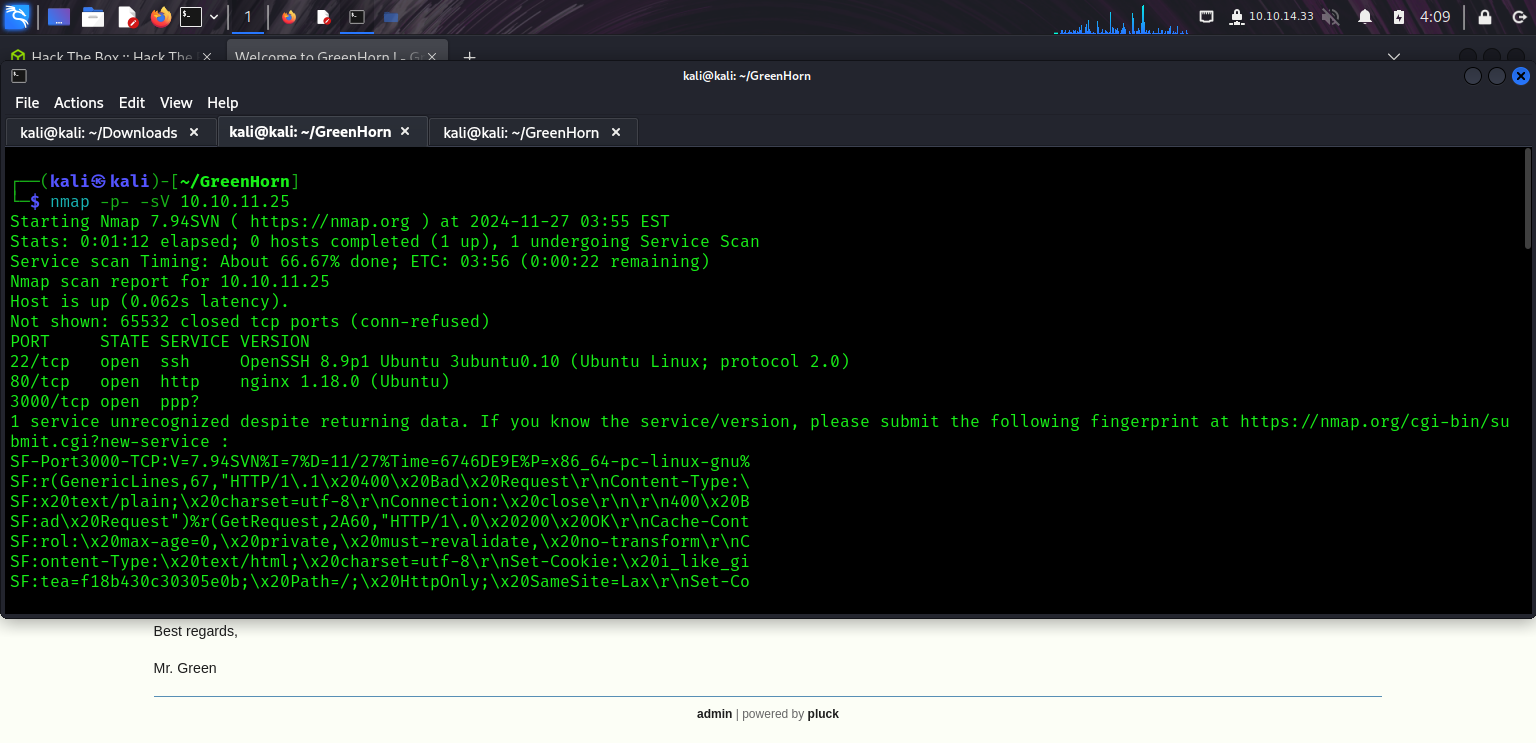 1
10.10.14.33
4:09
Hack The Box :: Hack The
Welcome to GreenHorn ! - G
kali@kali: ~/GreenHorn
File Actions Edit View Help
kali@kali: ~/Downloads
kali@kali: ~/GreenHorn
kali@kali: ~/GreenHorn
┌──(kali㉿kali)-[~/GreenHorn]
└─$ nmap -p- -sV 10.10.11.25
Starting Nmap 7.94SVN ( https://nmap.org ) at 2024-11-27 03:55 EST
Stats: 0:01:12 elapsed; 0 hosts completed (1 up), 1 undergoing Service Scan
Service scan Timing: About 66.67% done; ETC: 03:56 (0:00:22 remaining)
Nmap scan report for 10.10.11.25
Host is up (0.062s latency).
Not shown: 65532 closed tcp ports (conn-refused)
PORT     STATE SERVICE VERSION
22/tcp   open  ssh     OpenSSH 8.9p1 Ubuntu 3ubuntu0.10 (Ubuntu Linux; protocol 2.0)
80/tcp   open  http    nginx 1.18.0 (Ubuntu)
3000/tcp open  ppp?
1 service unrecognized despite returning data. If you know the service/version, please submit the following fingerprint at https://nmap.org/cgi-bin/su
bmit.cgi?new-service :
SF-Port3000-TCP:V=7.94SVN%I=7%D=11/27%Time=6746DE9E%P=x86_64-pc-linux-gnu%
SF:r(GenericLines,67,"HTTP/1\.1\x20400\x20Bad\x20Request\r\nContent-Type:\
SF:x20text/plain;\x20charset=utf-8\r\nConnection:\x20close\r\n\r\n400\x20B
SF:ad\x20Request")%r(GetRequest,2A60,"HTTP/1\.0\x20200\x20OK\r\nCache-Cont
SF:rol:\x20max-age=0,\x20private,\x20must-revalidate,\x20no-transform\r\nC
SF:ontent-Type:\x20text/html;\x20charset=utf-8\r\nSet-Cookie:\x20i_like_gi
SF:tea=f18b430c30305e0b;\x20Path=/;\x20HttpOnly;\x20SameSite=Lax\r\nSet-Co
Best regards,
Mr. Green
admin | powered by pluck